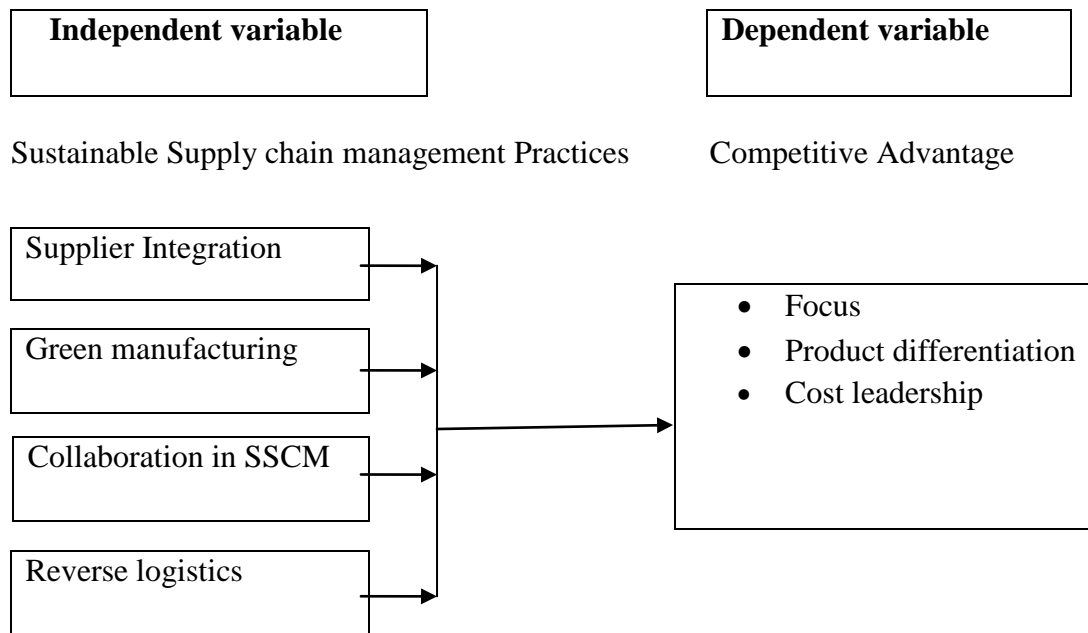 Independent variable
Dependent variable
Sustainable Supply chain management Practices
Competitive Advantage
Supplier Integration
Green manufacturing
Collaboration in SSCM
Reverse logistics
• Focus
• Product differentiation
• Cost leadership